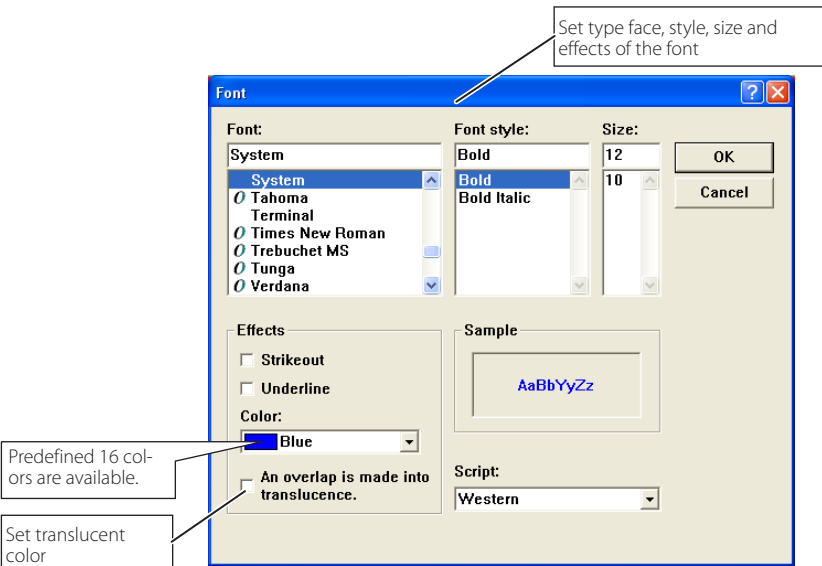 Set type face, style, size and
effects of the font
Font
Font:
Font style:
Size:
System
Bold
12
OK
System
Tahoma
Terminal
Times New Roman
Trebuchet MS
Tunga
Verdana
Bold
Bold Italic
10
Cancel
Effects
Strikeout
Underline
Color:
Blue
An overlap is made into
translucence.
Sample
AaBbYyZz
Script:
Western
Predefined 16 col-
ors are available.
Set translucent
color